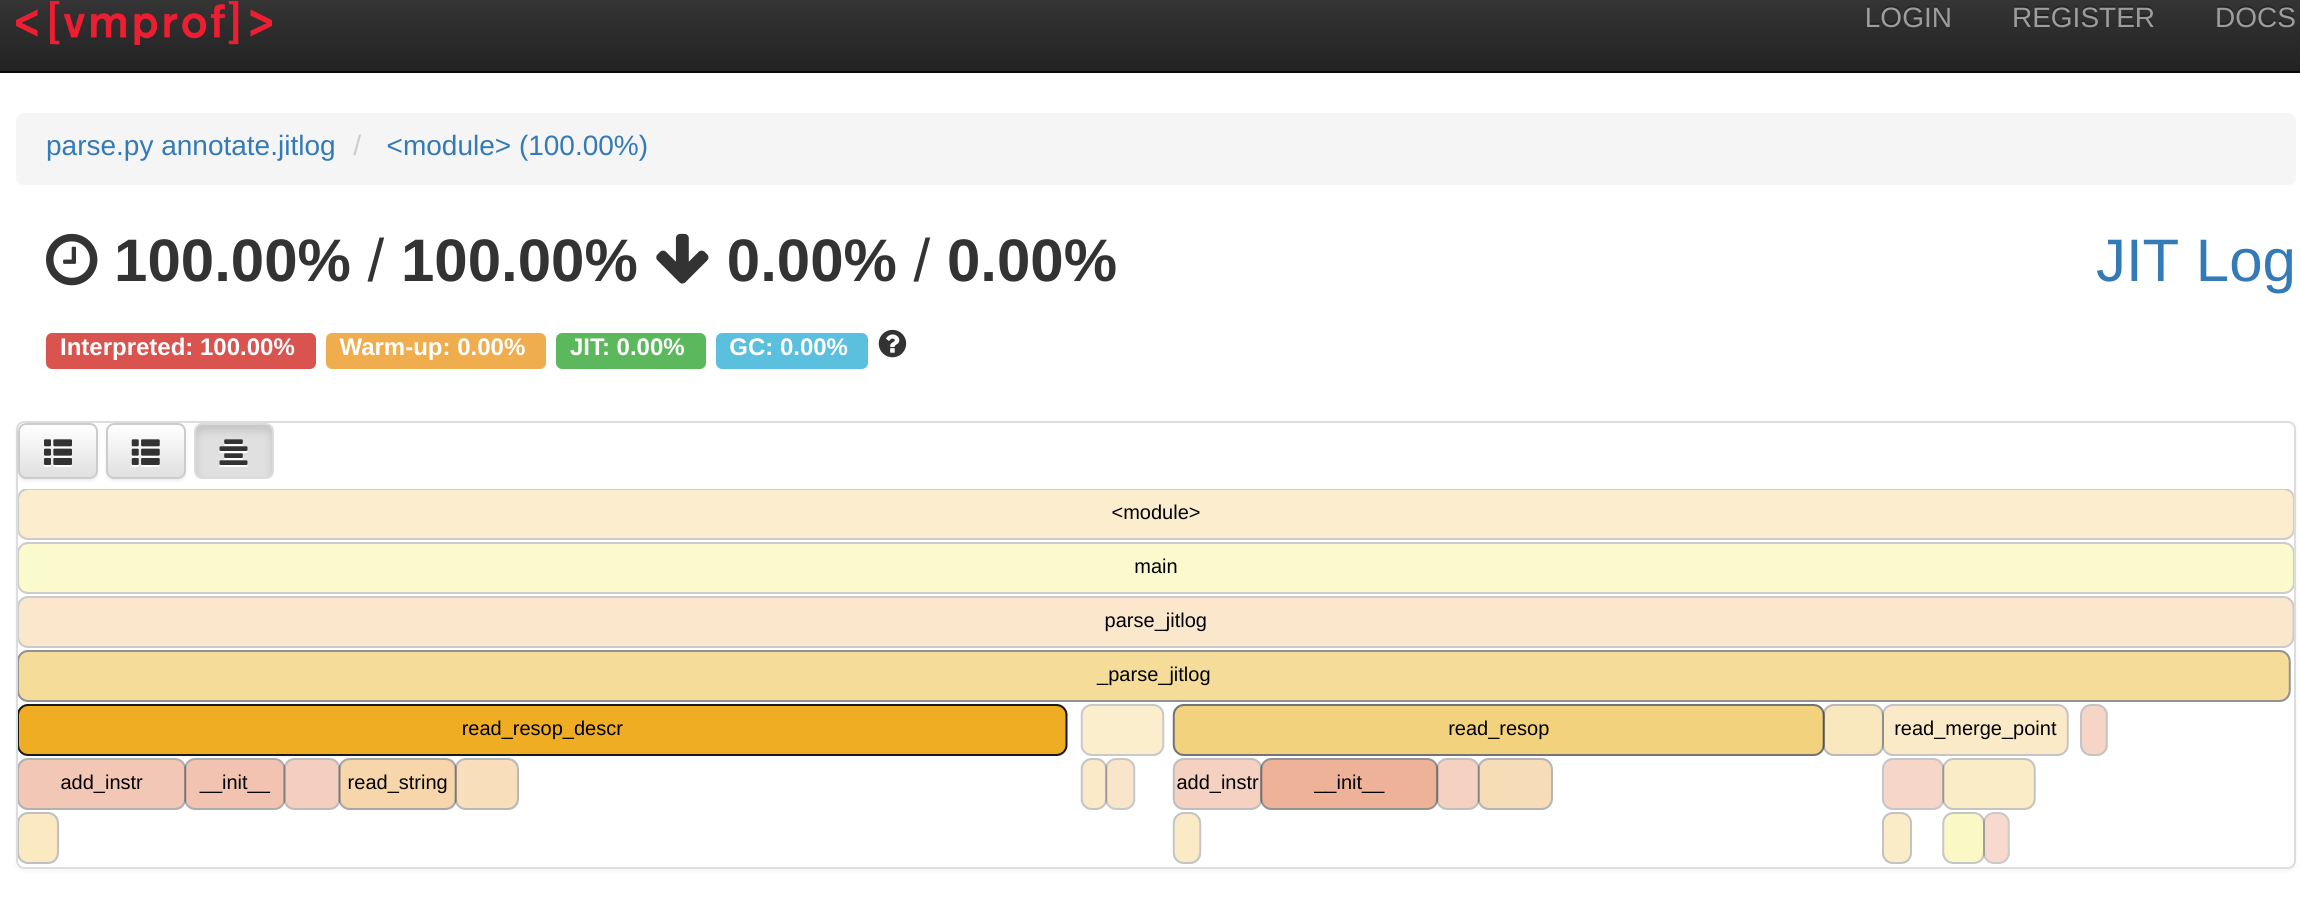 <[vmprof]> LOGIN REGISTER DOCS
parse.py annotate.jitlog / <module> (100.00%)
100.00% / 100.00% 0.00% / 0.00% JIT Log
Interpreted: 100.00% Warm-up: 0.00% JIT: 0.00% GC: 0.00% ?
<module>
main
parse_jitlog
_parse_jitlog
read_resop_descr read_resop read_merge_point
add_instr __init__ read_string add_instr __init__